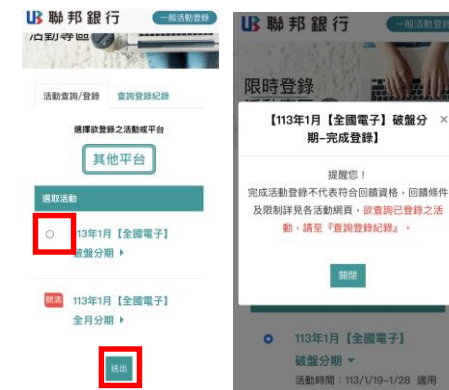 聯邦銀行
一般活動登錄
活動專區
活動查詢/登錄 查詢登錄紀錄
選擇欲登錄之活動或平台
其他平台
選取活動
113年1月【全國電子】
破盤分期
額滿
113年1月【全國電子】
全月分期
送出
聯邦銀行
一般活動登錄
限時登錄
【113年1月【全國電子】破盤分
期–完成登錄】
×
提醒您！
完成活動登錄不代表符合回饋資格，回饋條件
及限制詳見各活動網頁，欲查詢已登錄之活
動，請至『查詢登錄紀錄』。
關閉
113年1月【全國電子】
破盤分期
活動時間：113/1/19–1/28 適用